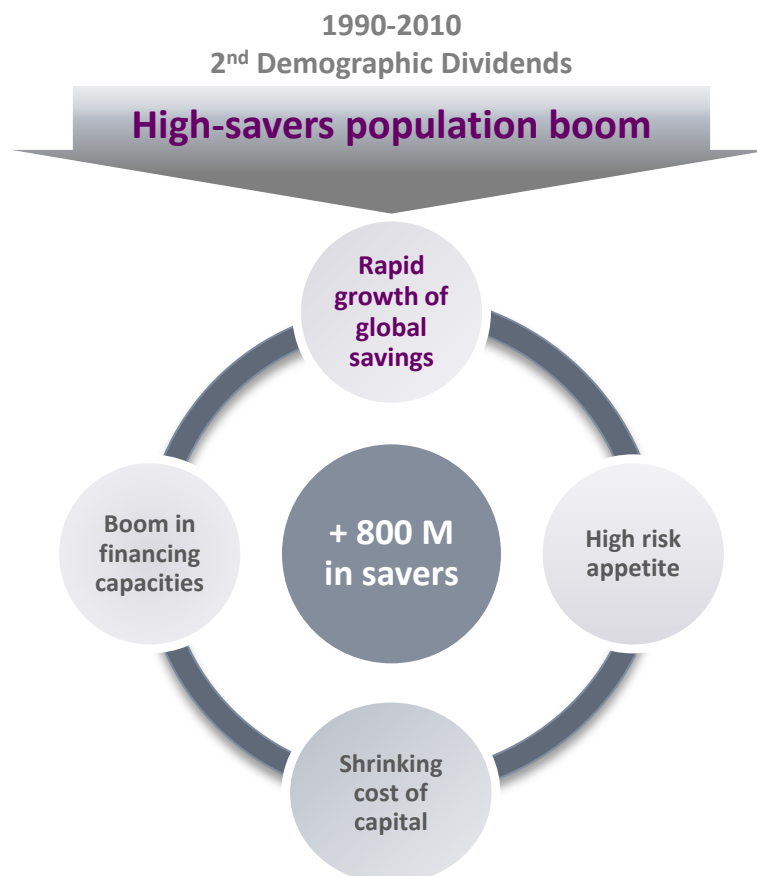 1990-2010
2nd Demographic Dividends
High-savers population boom
Rapid
growth of
global
savings
Boom in
financing
capacities
+ 800 M
in savers
High risk
appetite
Shrinking
cost of
capital